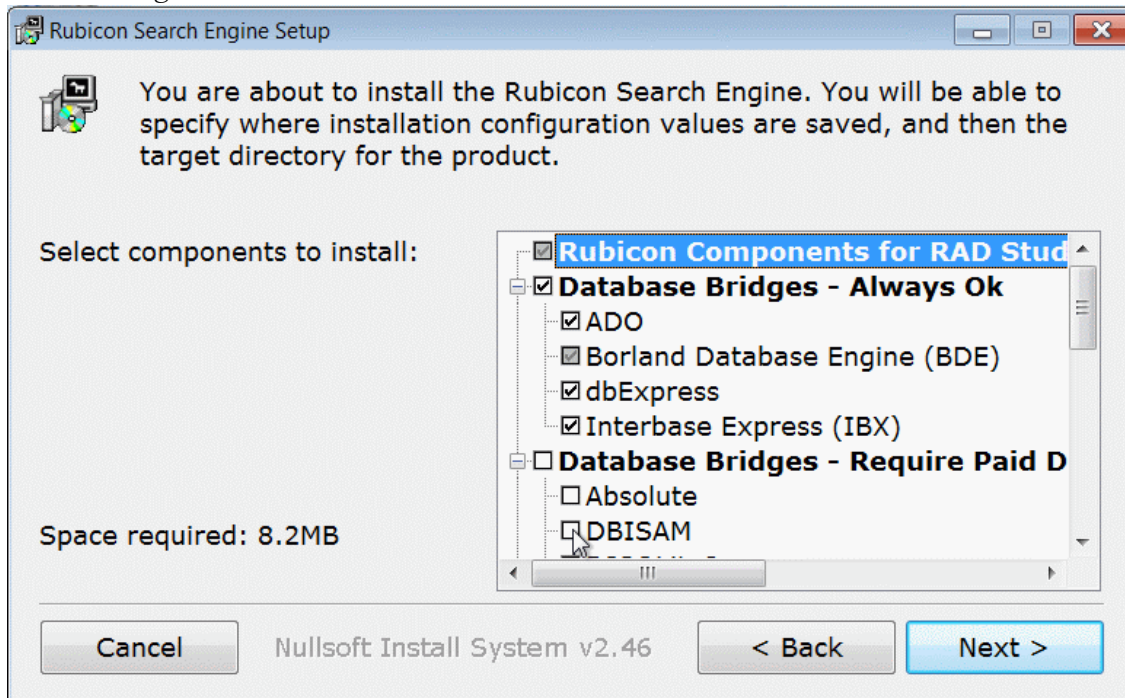 Rubicon Search Engine Setup
You are about to install the Rubicon Search Engine. You will be able to
specify where installation configuration values are saved, and then the
target directory for the product.
Select components to install:
Rubicon Components for RAD Stud
Database Bridges - Always Ok
ADO
Borland Database Engine (BDE)
dbExpress
Interbase Express (IBX)
Database Bridges - Require Paid D
Absolute
DBISAM
Space required: 8.2MB
Cancel
Nullsoft Install System v2.46
< Back
Next >